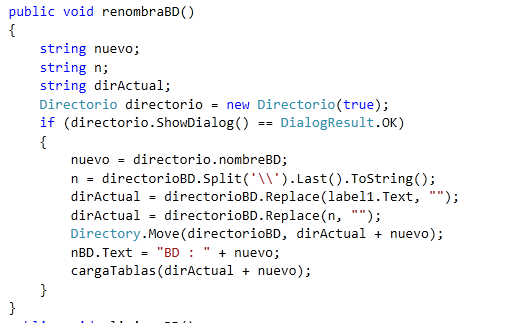 public void renombraBD()
{
    string nuevo;
    string n;
    string dirActual;
    Directorio directorio = new Directorio(true);
    if (directorio.ShowDialog() == DialogResult.OK)
    {
        nuevo = directorio.nombreBD;
        n = directorioBD.Split('\\').Last().ToString();
        dirActual = directorioBD.Replace(label1.Text, "");
        dirActual = directorioBD.Replace(n, "");
        Directory.Move(directorioBD, dirActual + nuevo);
        nBD.Text = "BD : " + nuevo;
        cargaTablas(dirActual + nuevo);
    }
}